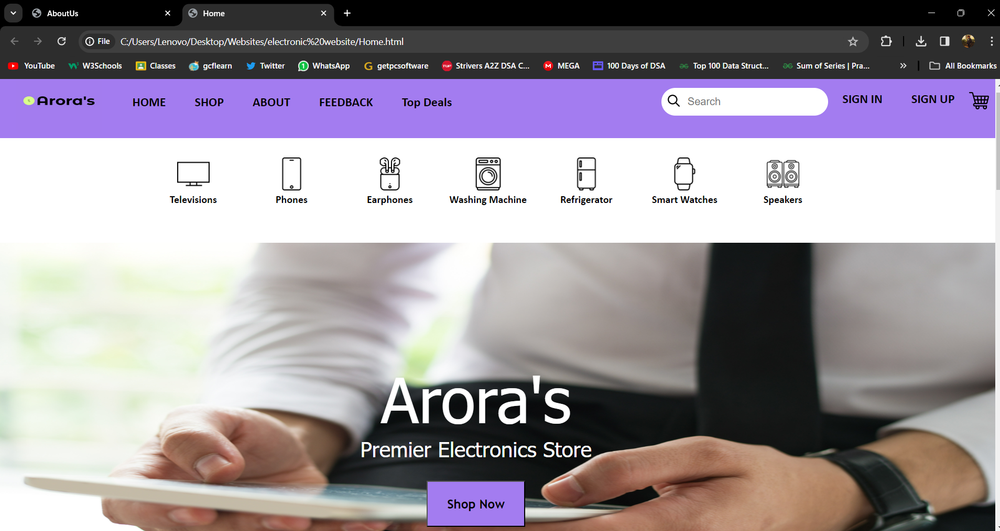 AboutUs
Home
File C:/Users/Lenovo/Desktop/Websites/electronic%20website/Home.html
YouTube W3Schools Classes gcflearn Twitter 1 WhatsApp G getpcsoftware TUF Strivers A2Z DSA C... M MEGA 100 Days of DSA Top 100 Data Struct... Sum of Series | Pra... All Bookmarks
Arora's HOME SHOP ABOUT FEEDBACK Top Deals Search SIGN IN SIGN UP
Televisions Phones Earphones Washing Machine Refrigerator Smart Watches Speakers
Arora's
Premier Electronics Store
Shop Now